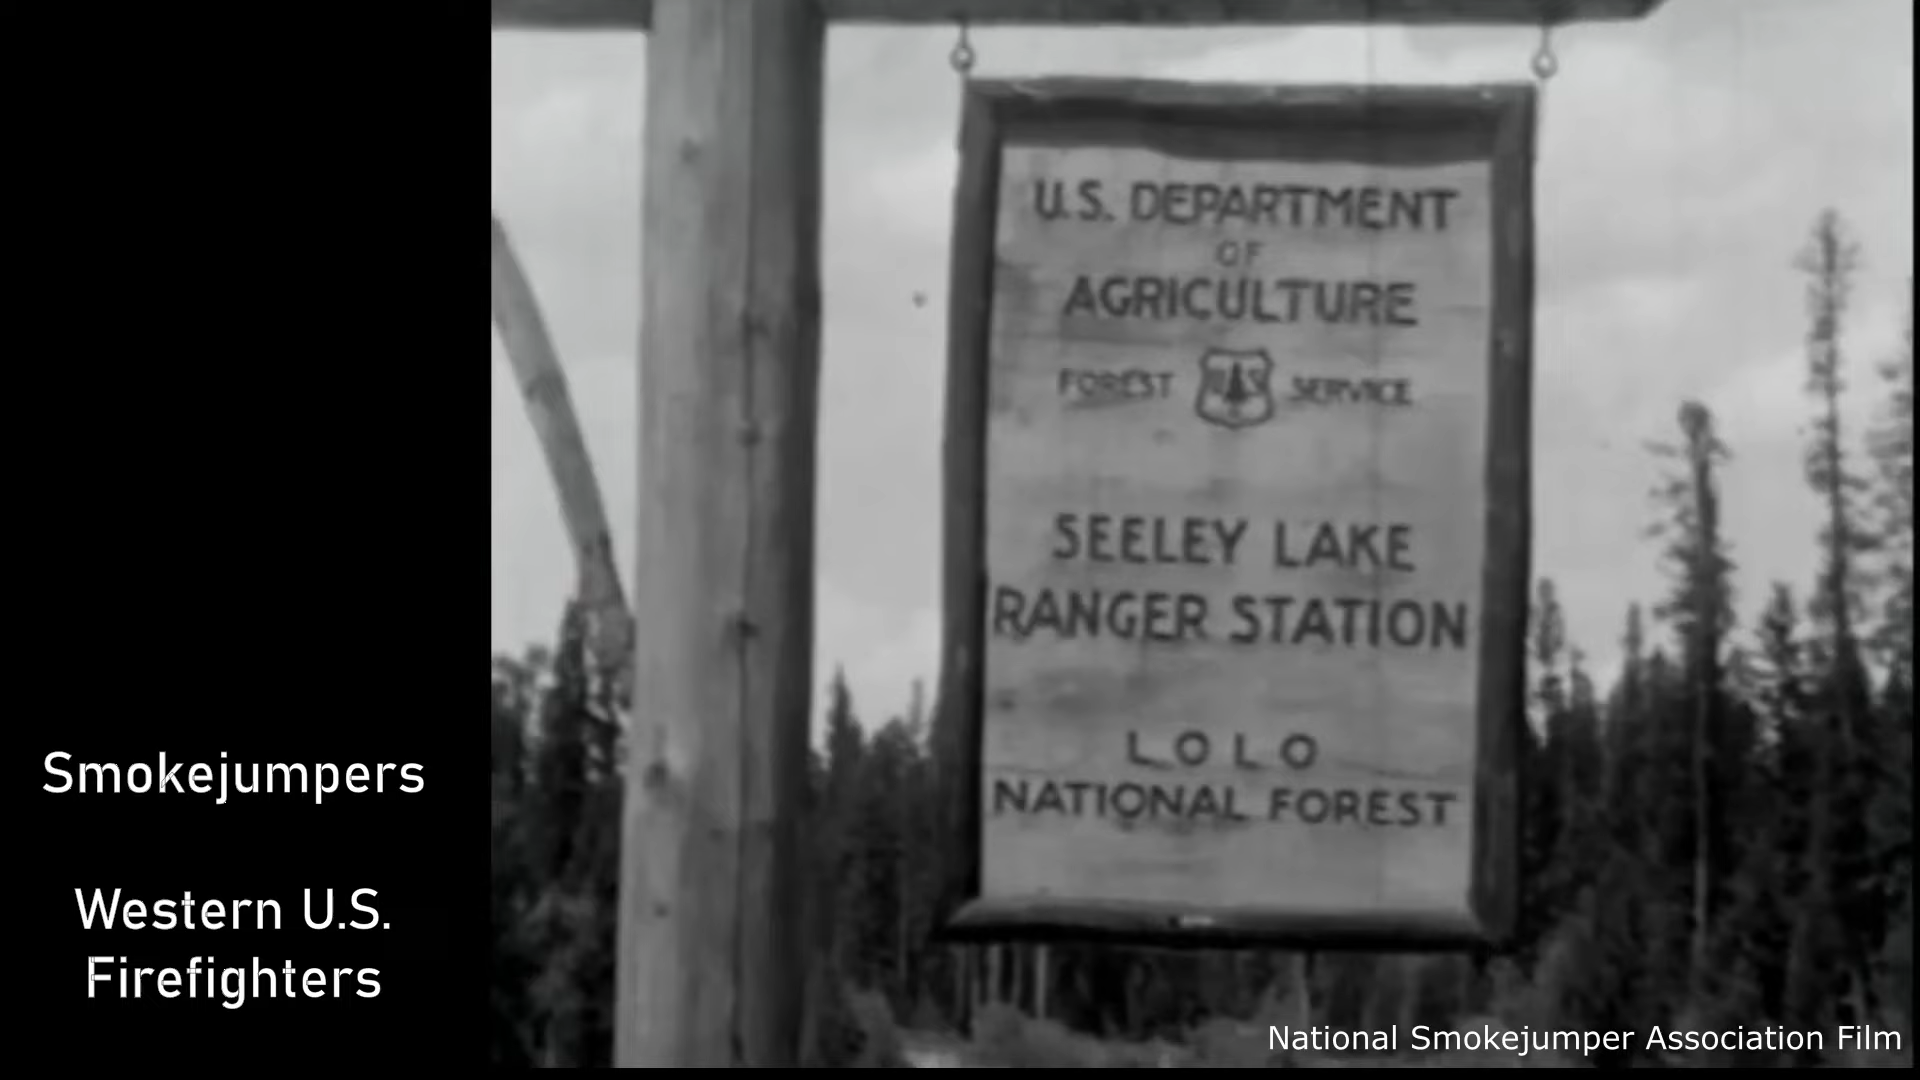 Smokejumpers
Western U.S.
Firefighters
U.S. DEPARTMENT
OF
AGRICULTURE
FOREST US SERVICE
SEELEY LAKE
RANGER STATION
LOLO
NATIONAL FOREST
National Smokejumper Association Film